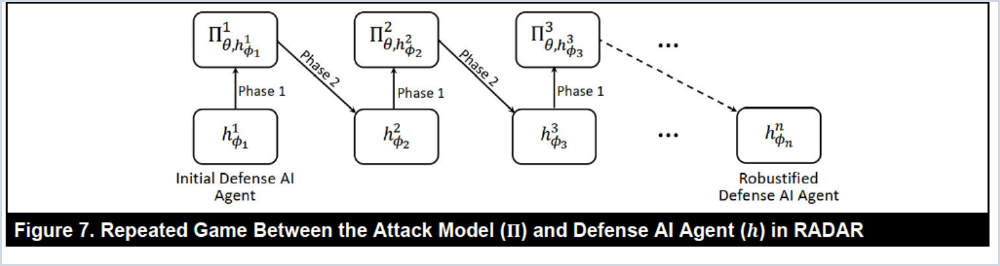 Π¹θ,h¹ϕ₁ Π²θ,h²ϕ₂ Π³θ,h³ϕ₃ ...
Phase 2 Phase 2
Phase 1 Phase 1 Phase 1
h¹ϕ₁ h²ϕ₂ h³ϕ₃ ... hⁿϕₙ
Initial Defense AI
Agent
Robustified
Defense AI Agent
Figure 7. Repeated Game Between the Attack Model (Π) and Defense AI Agent (h) in RADAR